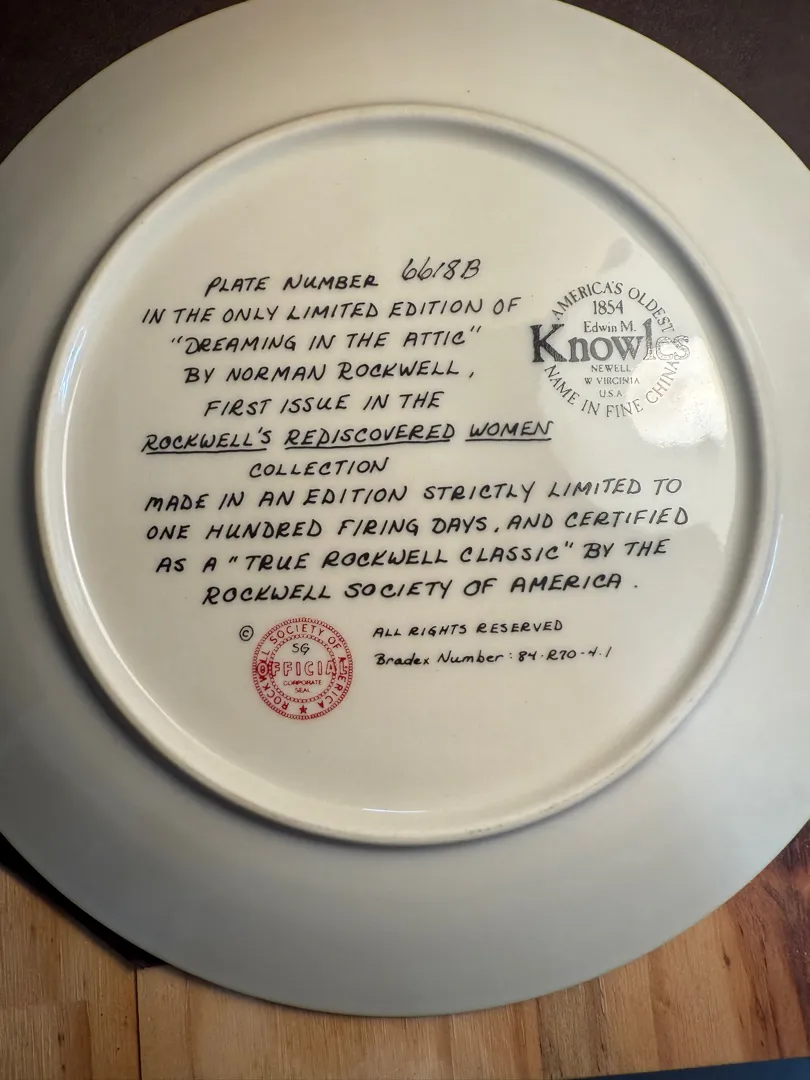 PLATE NUMBER 6618B
IN THE ONLY LIMITED EDITION OF
"DREAMING IN THE ATTIC"
BY NORMAN ROCKWELL,
FIRST ISSUE IN THE
ROCKWELL'S REDISCOVERED WOMEN
COLLECTION
MADE IN AN EDITION STRICTLY LIMITED TO
ONE HUNDRED FIRING DAYS, AND CERTIFIED
AS A "TRUE ROCKWELL CLASSIC" BY THE
ROCKWELL SOCIETY OF AMERICA.
AMERICA'S OLDEST
1854
Edwin M.
Knowles
NEWELL
W VIRGINIA
U.S.A.
NAME IN FINE CHINA
©
ROCKWELL SOCIETY OF AMERICA
SG
OFFICIAL
CORPORATE
SEAL
ALL RIGHTS RESERVED
Bradex Number: 84-R70-4.1